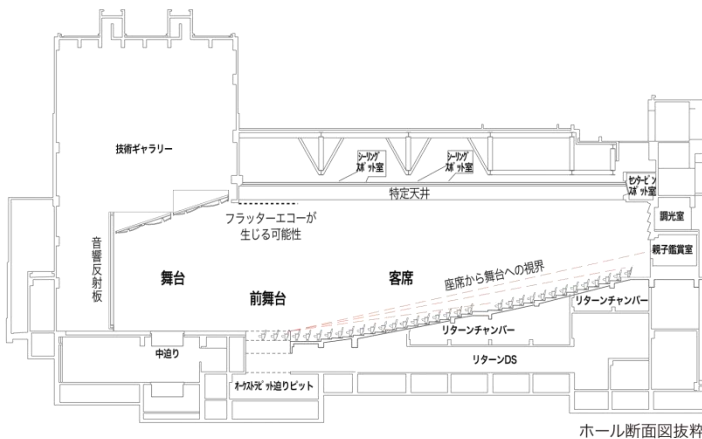 技術ギャラリー
シーリング
スポット室
シーリング
スポット室
センターピン
スポット室
特定天井
調光室
フラッターエコーが
生じる可能性
親子鑑賞室
音響反射板
舞台
前舞台
客席
座席から舞台への視界
リターンチャンバー
リターンチャンバー
中迫り
リターンDS
オーケストラピット迫りピット
ホール断面図抜粋